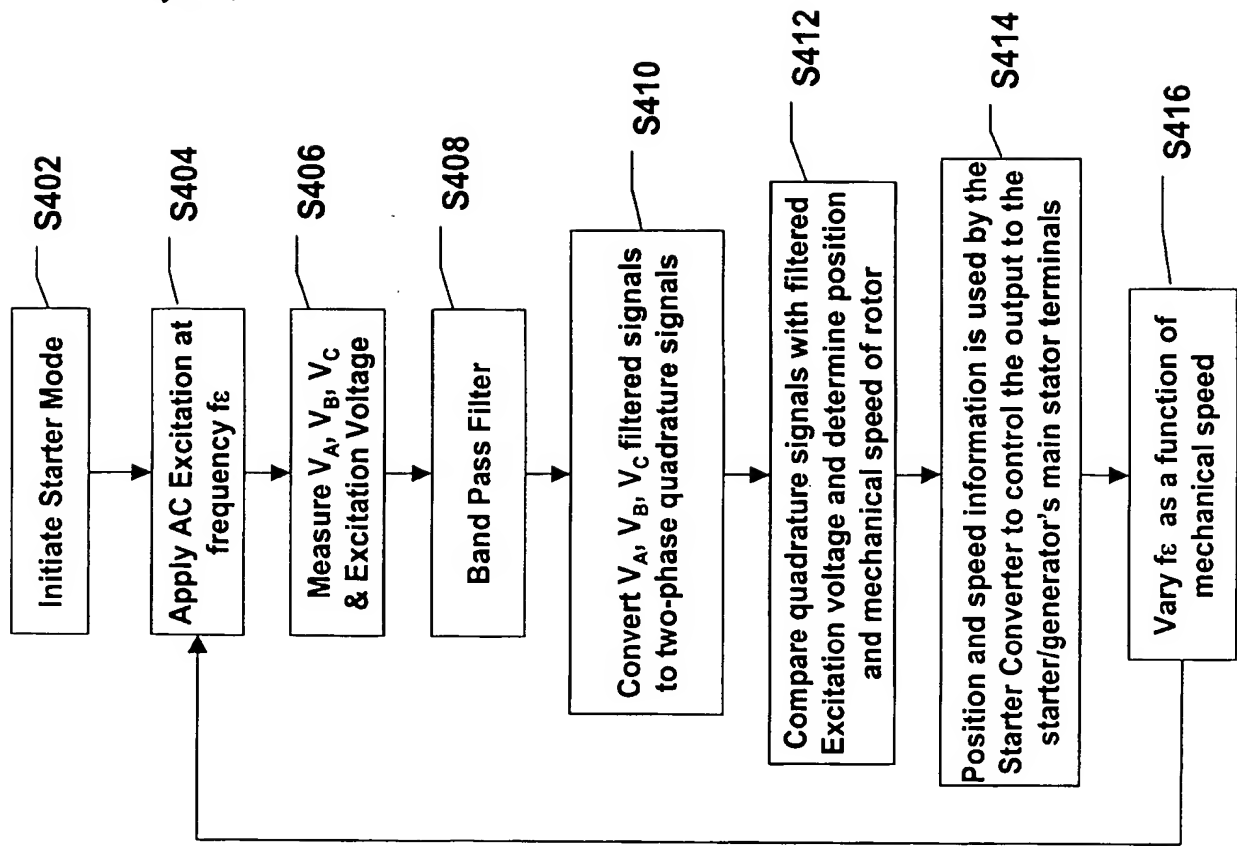 Initiate Starter Mode
S402
Apply AC Excitation at
frequency fε
S404
Measure VA, VB, VC
& Excitation Voltage
S406
Band Pass Filter
S408
Convert VA, VB, VC filtered signals
to two-phase quadrature signals
S410
Compare quadrature signals with filtered
Excitation voltage and determine position
and mechanical speed of rotor
S412
Position and speed information is used by the
Starter Converter to control the output to the
starter/generator's main stator terminals
S414
Vary fε as a function of
mechanical speed
S416